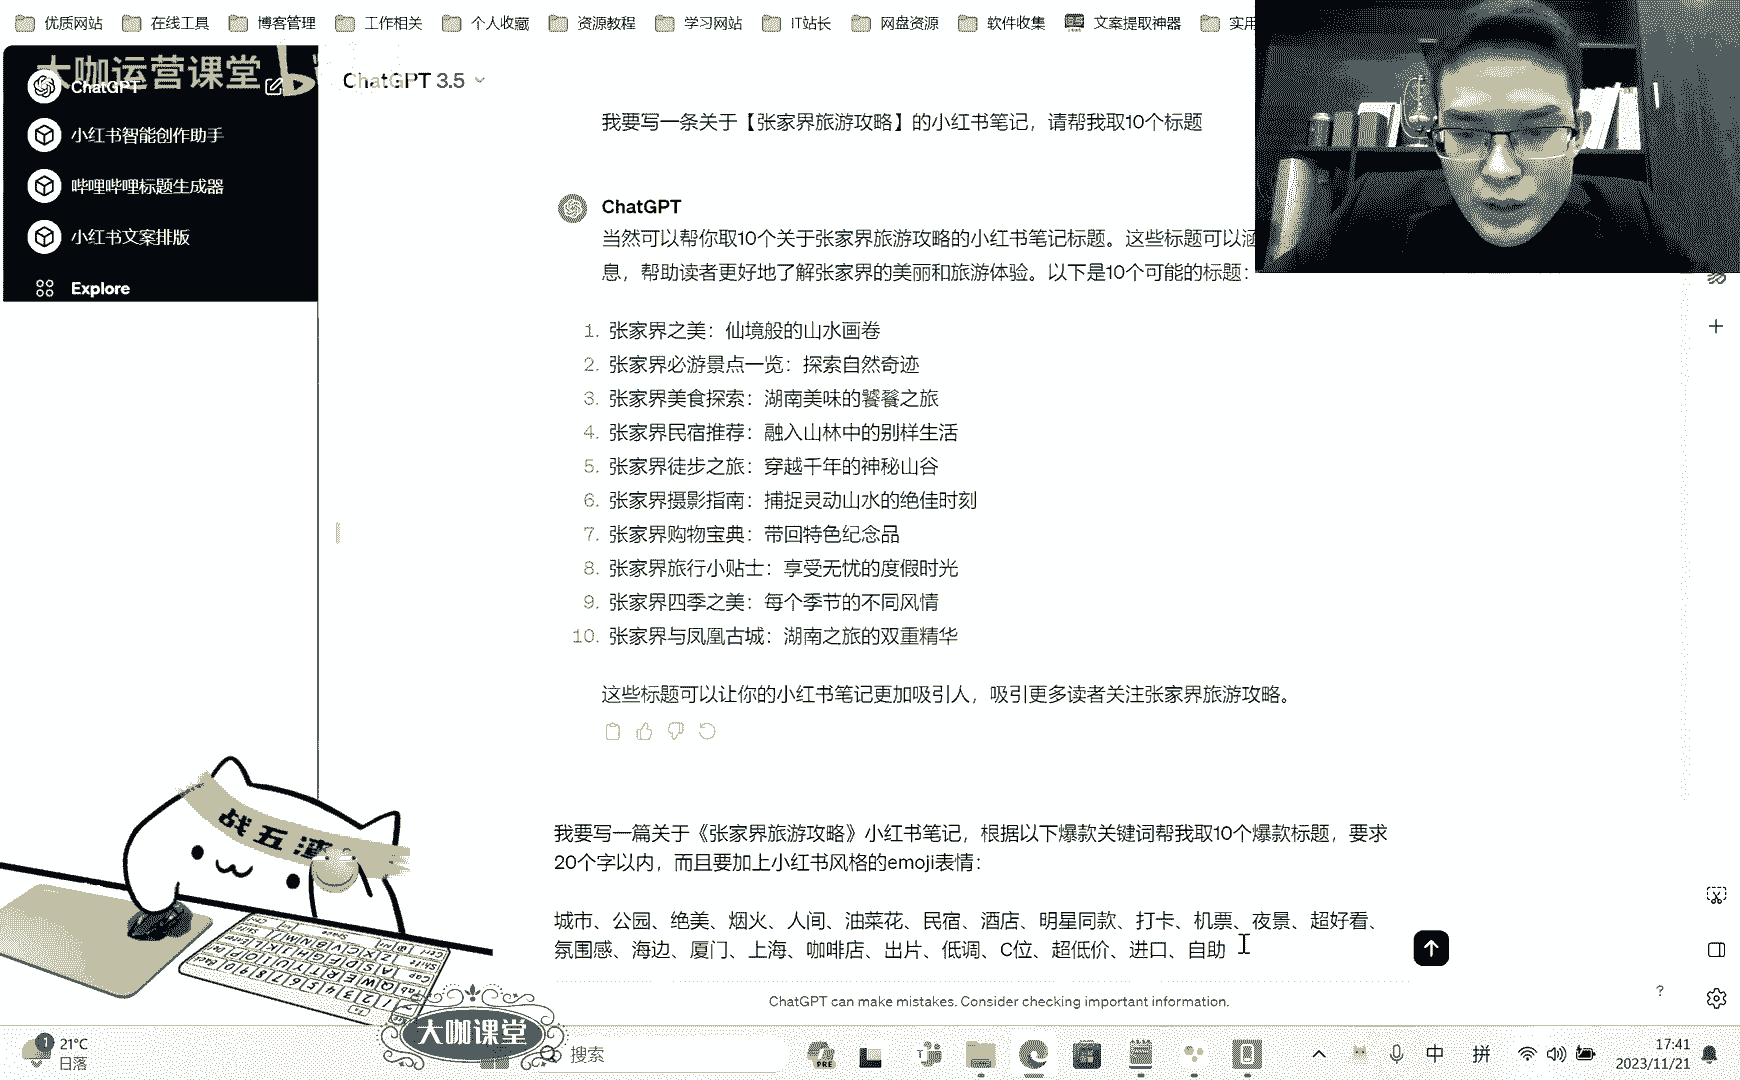 优质网站
在线工具
博客管理
工作相关
个人收藏
资源教程
学习网站
IT站长
网盘资源
软件收集
文案提取神器
实用
大咖运营课堂
ChatGPT
小红书智能创作助手
哔哩哔哩标题生成器
小红书文案排版
Explore
ChatGPT 3.5
我要写一条关于【张家界旅游攻略】的小红书笔记，请帮我取10个标题
ChatGPT
当然可以帮你取10个关于张家界旅游攻略的小红书笔记标题。这些标题可以涵
息，帮助读者更好地了解张家界的美丽和旅游体验。以下是10个可能的标题：
1. 张家界之美：仙境般的山水画卷
2. 张家界必游景点一览：探索自然奇迹
3. 张家界美食探索：湖南美味的饕餮之旅
4. 张家界民宿推荐：融入山林中的别样生活
5. 张家界徒步之旅：穿越千年的神秘山谷
6. 张家界摄影指南：捕捉灵动山水的绝佳时刻
7. 张家界购物宝典：带回特色纪念品
8. 张家界旅行小贴士：享受无忧的度假时光
9. 张家界四季之美：每个季节的不同风情
10. 张家界与凤凰古城：湖南之旅的双重精华
这些标题可以让你的小红书笔记更加吸引人，吸引更多读者关注张家界旅游攻略。
我要写一篇关于《张家界旅游攻略》小红书笔记，根据以下爆款关键词帮我取10个爆款标题，要求
20个字以内，而且要加上小红书风格的emoji表情：
城市、公园、绝美、烟火、人间、油菜花、民宿、酒店、明星同款、打卡、机票、夜景、超好看、
氛围感、海边、厦门、上海、咖啡店、出片、低调、C位、超低价、进口、自助
ChatGPT can make mistakes. Consider checking important information.
?
战五渣
大咖课堂
1
21°C
日落
搜索
PRE
中
拼
17:41
2023/11/21